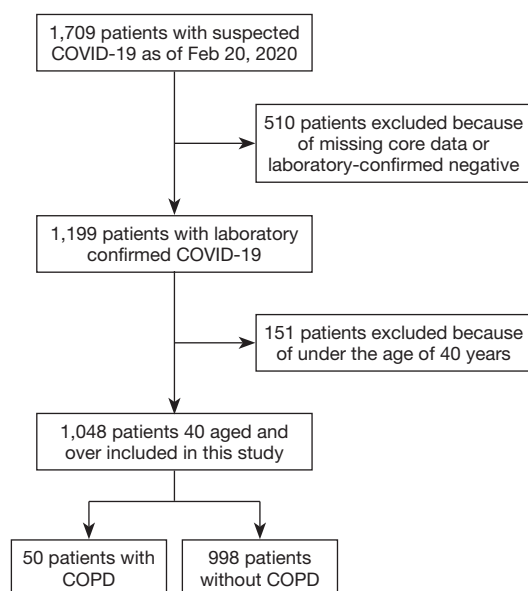 1,709 patients with suspected
COVID-19 as of Feb 20, 2020
510 patients excluded because
of missing core data or
laboratory-confirmed negative
1,199 patients with laboratory
confirmed COVID-19
151 patients excluded because
of under the age of 40 years
1,048 patients 40 aged and
over included in this study
50 patients with
COPD
998 patients
without COPD